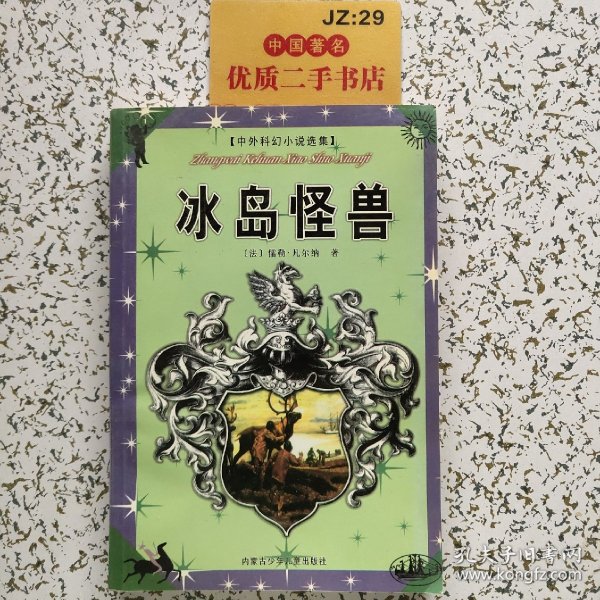 JZ:29
中国著名
优质二手书店
【中外科幻小说选集】
Zhongwai Kehuan Xiao Shuo Xuanji
冰岛怪兽
〔法〕儒勒·凡尔纳 著
内蒙古少年儿童出版社
孔夫子旧书网
www.kongfz.com